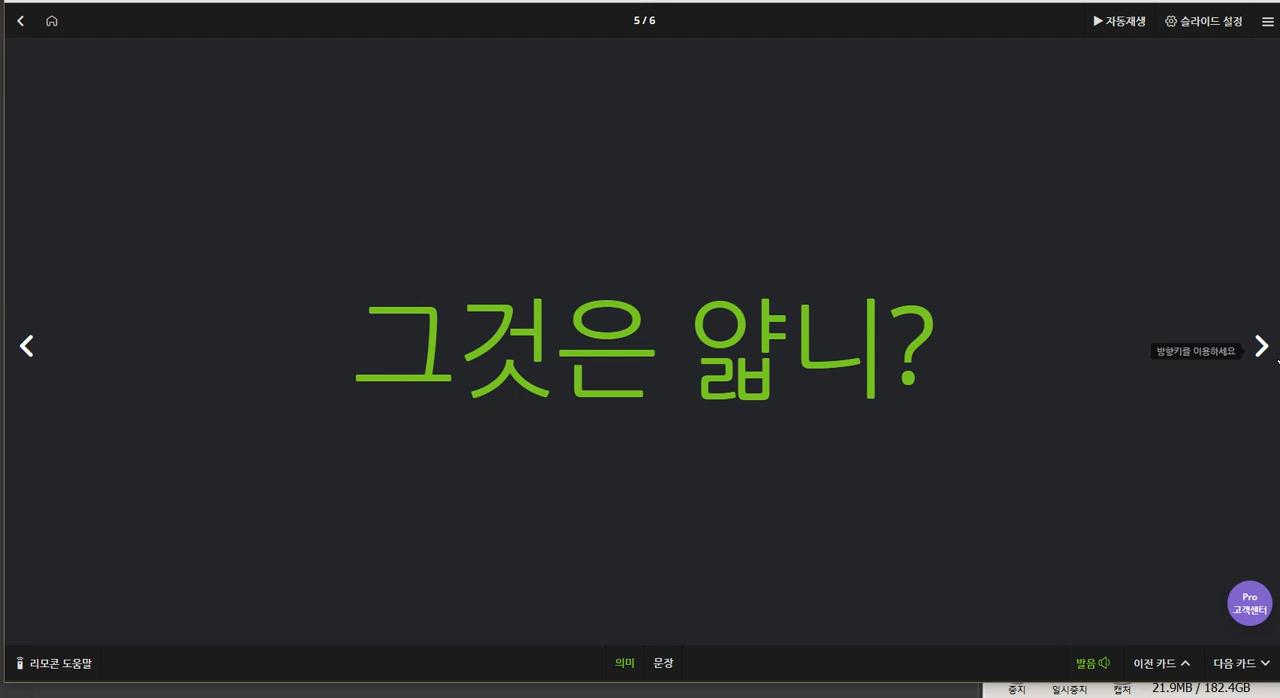 5 / 6
▶ 자동재생
슬라이드 설정
그것은 얇니?
방향키를 이용하세요
Pro
고객센터
리모콘 도움말
의미
문장
발음
이전 카드
다음 카드
중지
일시중지
캡처
21.9MB / 182.4GB